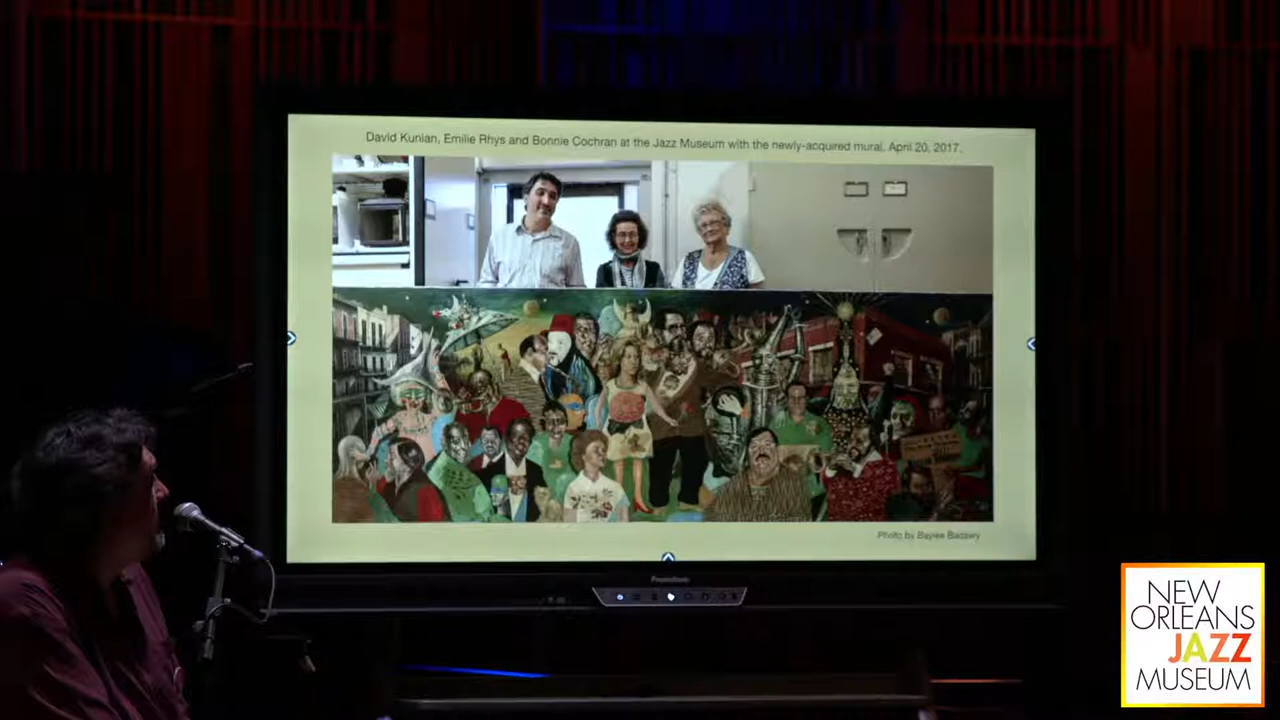 David Kunian, Emilie Rhys and Bonnie Cochran at the Jazz Museum with the newly-acquired mural, April 20, 2017.
Photo by Baylee Badawy
NEW
ORLEANS
JAZZ
MUSEUM